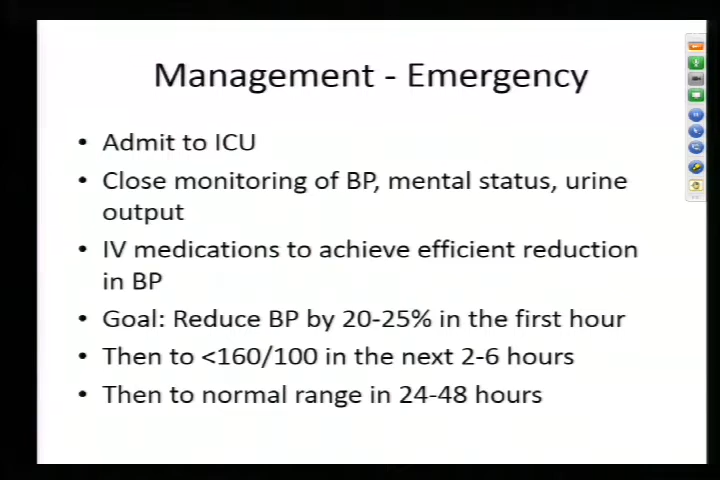 Management - Emergency
• Admit to ICU
• Close monitoring of BP, mental status, urine
output
• IV medications to achieve efficient reduction
in BP
• Goal: Reduce BP by 20-25% in the first hour
• Then to <160/100 in the next 2-6 hours
• Then to normal range in 24-48 hours